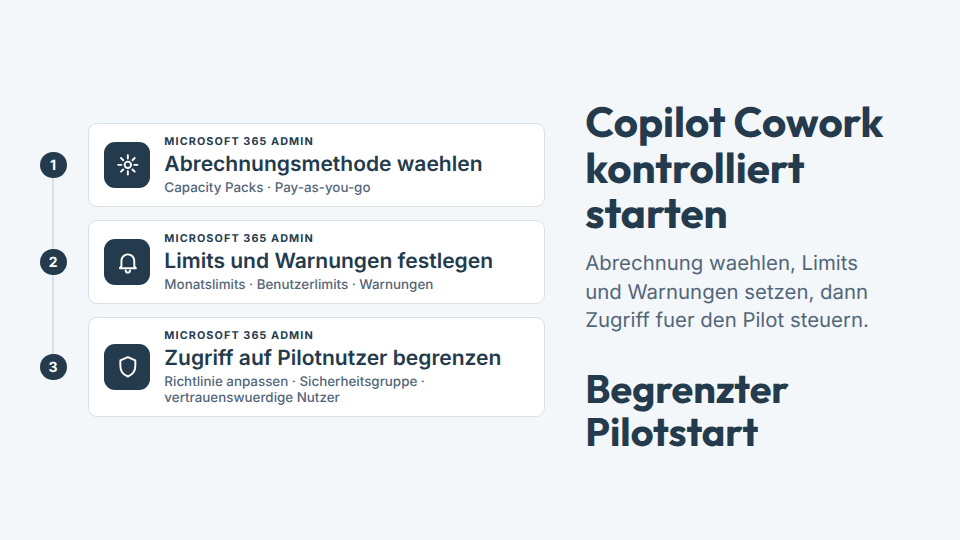 1
MICROSOFT 365 ADMIN
Abrechnungsmethode waehlen
Capacity Packs · Pay-as-you-go
2
MICROSOFT 365 ADMIN
Limits und Warnungen festlegen
Monatslimits · Benutzerlimits · Warnungen
3
MICROSOFT 365 ADMIN
Zugriff auf Pilotnutzer begrenzen
Richtlinie anpassen · Sicherheitsgruppe ·
vertrauenswuerdige Nutzer
Copilot Cowork
kontrolliert
starten
Abrechnung waehlen, Limits
und Warnungen setzen, dann
Zugriff fuer den Pilot steuern.
Begrenzter
Pilotstart